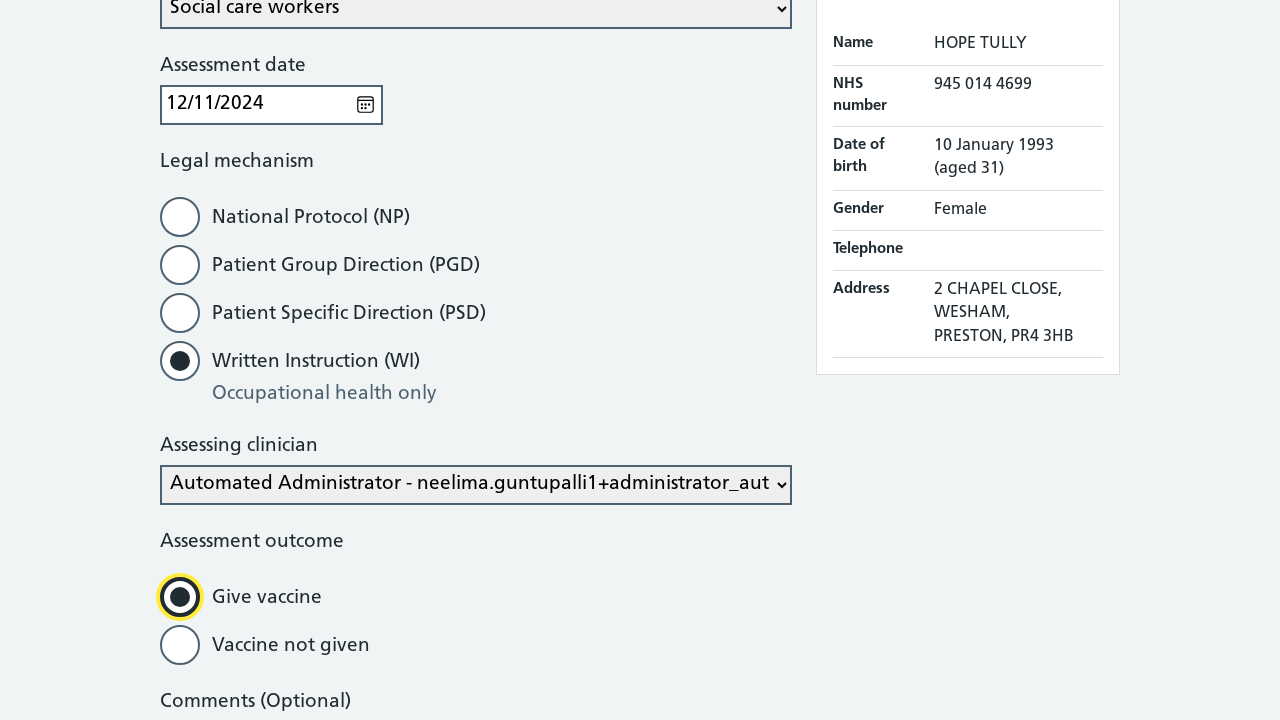 Social care workers
Assessment date
12/11/2024
Legal mechanism
National Protocol (NP)
Patient Group Direction (PGD)
Patient Specific Direction (PSD)
Written Instruction (WI)
Occupational health only
Assessing clinician
Automated Administrator - neelima.guntupalli1+administrator_aut
Assessment outcome
Give vaccine
Vaccine not given
Comments (Optional)
Name HOPE TULLY
NHS number 945 014 4699
Date of birth 10 January 1993 (aged 31)
Gender Female
Telephone
Address 2 CHAPEL CLOSE,
WESHAM,
PRESTON, PR4 3HB